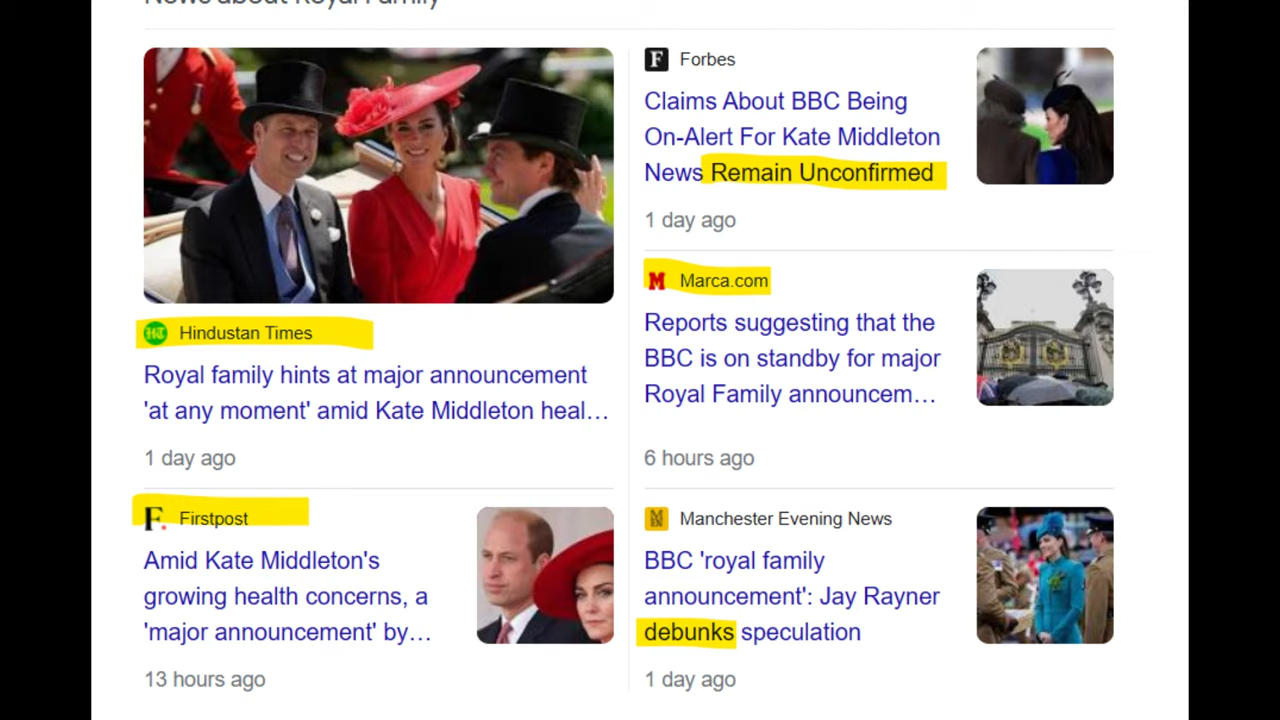 News about Royal Family
Hindustan Times
Royal family hints at major announcement
'at any moment' amid Kate Middleton heal...
1 day ago
Firstpost
Amid Kate Middleton's
growing health concerns, a
'major announcement' by...
13 hours ago
Forbes
Claims About BBC Being
On-Alert For Kate Middleton
News Remain Unconfirmed
1 day ago
Marca.com
Reports suggesting that the
BBC is on standby for major
Royal Family announcem...
6 hours ago
Manchester Evening News
BBC 'royal family
announcement': Jay Rayner
debunks speculation
1 day ago